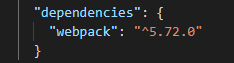 "dependencies": {
"webpack": "^5.72.0"
}